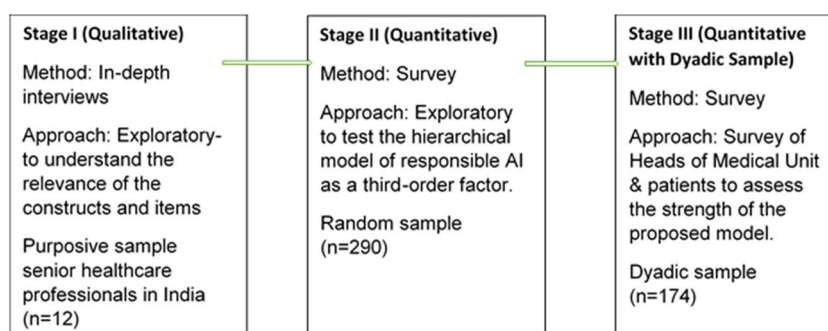 Stage I (Qualitative)
Method: In-depth
interviews
Approach: Exploratory-
to understand the
relevance of the
constructs and items
Purposive sample
senior healthcare
professionals in India
(n=12)
Stage II (Quantitative)
Method: Survey
Approach: Exploratory
to test the hierarchical
model of responsible AI
as a third-order factor.
Random sample
(n=290)
Stage III (Quantitative
with Dyadic Sample)
Method: Survey
Approach: Survey of
Heads of Medical Unit
& patients to assess
the strength of the
proposed model.
Dyadic sample
(n=174)